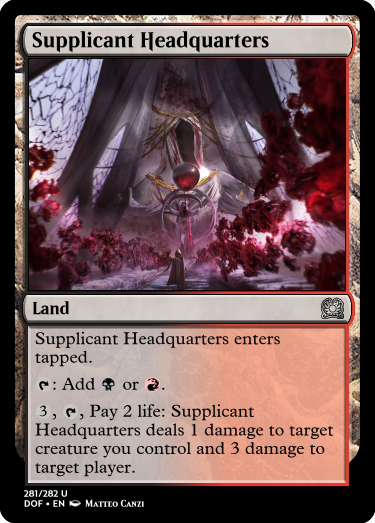 Supplicant Headquarters
Land
Supplicant Headquarters enters
tapped.
: Add or .
3 , , Pay 2 life: Supplicant
Headquarters deals 1 damage to target
creature you control and 3 damage to
target player.
281/282 U
DOF • EN Matteo Canzi